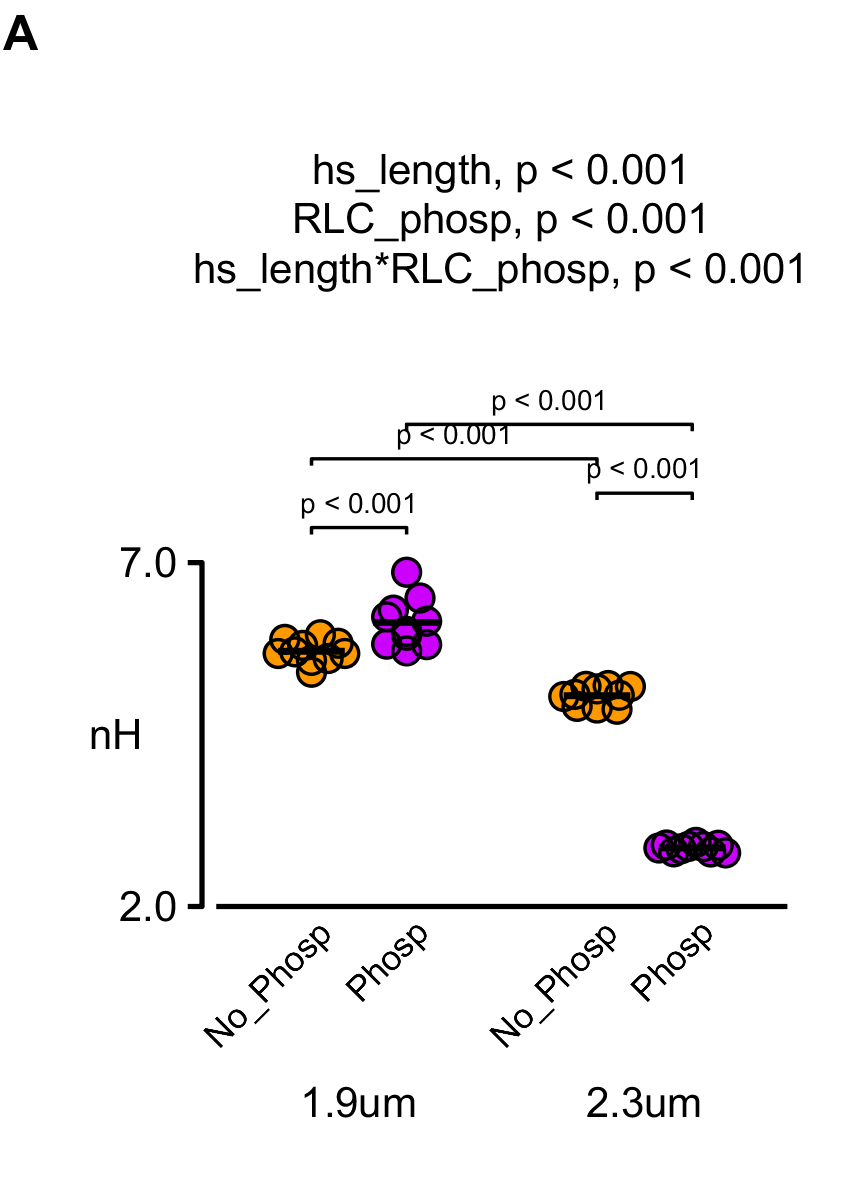 A
hs_length, p < 0.001
RLC_phosp, p < 0.001
hs_length*RLC_phosp, p < 0.001
p < 0.001
p < 0.001
p < 0.001
p < 0.001
7.0
nH
2.0
No_Phosp
Phosp
No_Phosp
Phosp
1.9um
2.3um